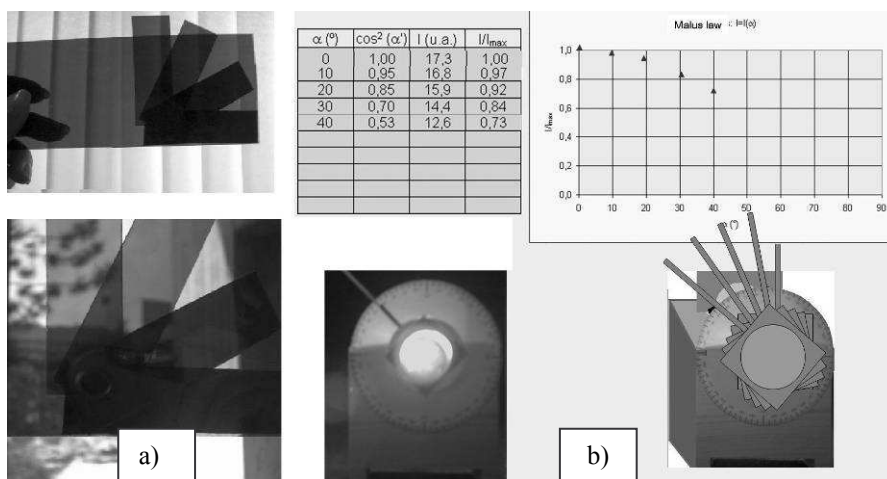 α (º) cos² (α') I (u.a.) I/Imax
0 1,00 17,3 1,00
10 0,95 16,8 0,97
20 0,85 15,9 0,92
30 0,70 14,4 0,84
40 0,53 12,6 0,73
Malus law I=I(α)
1,0
0,8
0,6
0,4
0,2
0,0
I/Imax
0 10 20 30 40 50 60 70 80 90
(º)
a)
b)